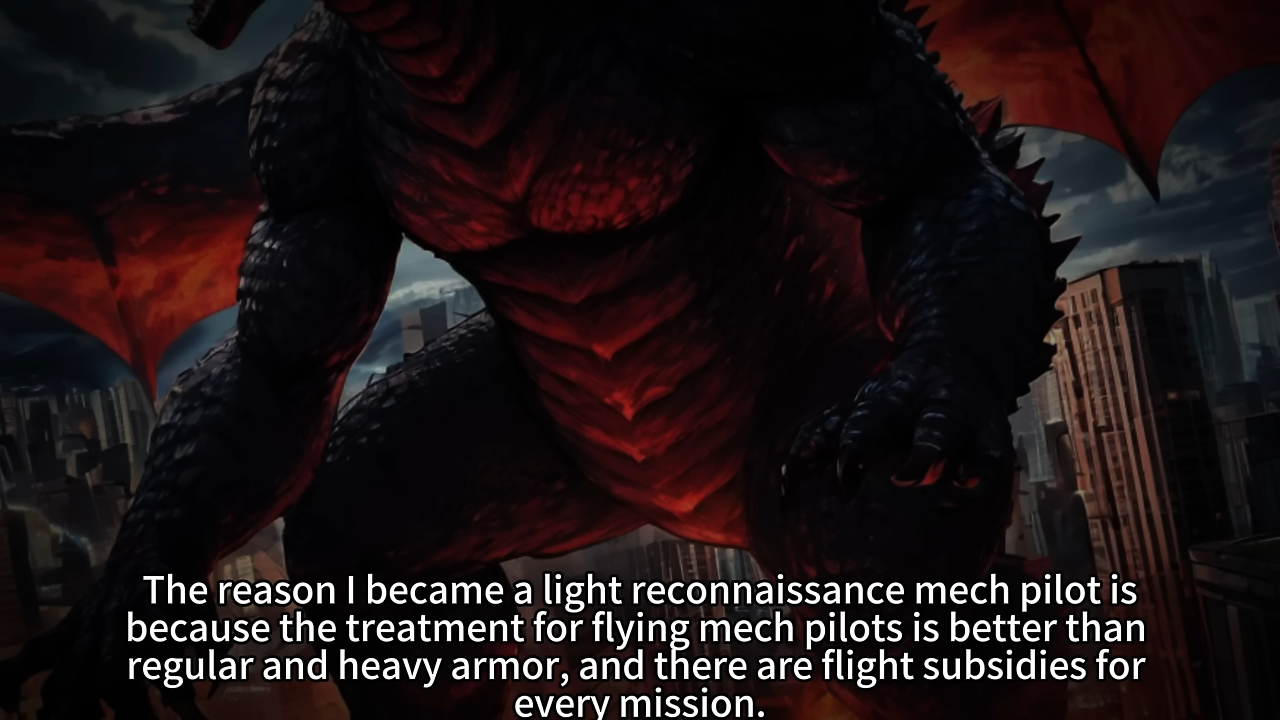 The reason I became a light reconnaissance mech pilot is
because the treatment for flying mech pilots is better than
regular and heavy armor, and there are flight subsidies for
every mission.